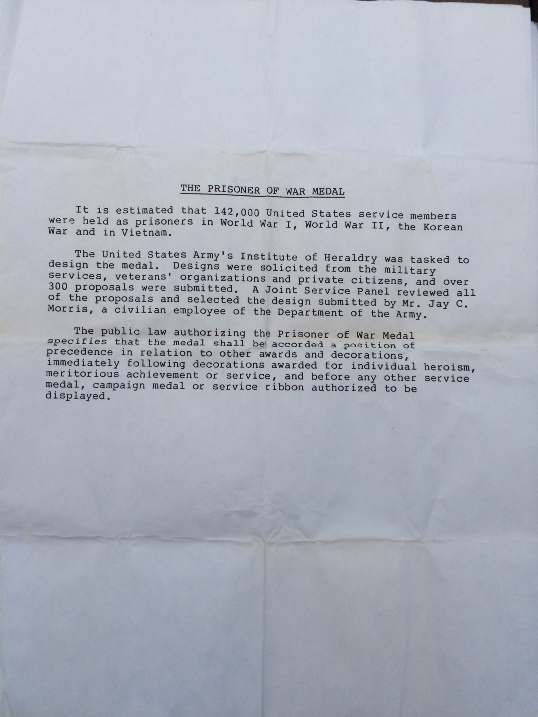 THE PRISONER OF WAR MEDAL
It is estimated that 142,000 United States service members
were held as prisoners in World War I, World War II, the Korean
War and in Vietnam.
The United States Army's Institute of Heraldry was tasked to
design the medal. Designs were solicited from the military
services, veterans' organizations and private citizens, and over
300 proposals were submitted. A Joint Service Panel reviewed all
of the proposals and selected the design submitted by Mr. Jay C.
Morris, a civilian employee of the Department of the Army.
The public law authorizing the Prisoner of War Medal
specifies that the medal shall be accorded a position of
precedence in relation to other awards and decorations,
immediately following decorations awarded for individual heroism,
meritorious achievement or service, and before any other service
medal, campaign medal or service ribbon authorized to be
displayed.